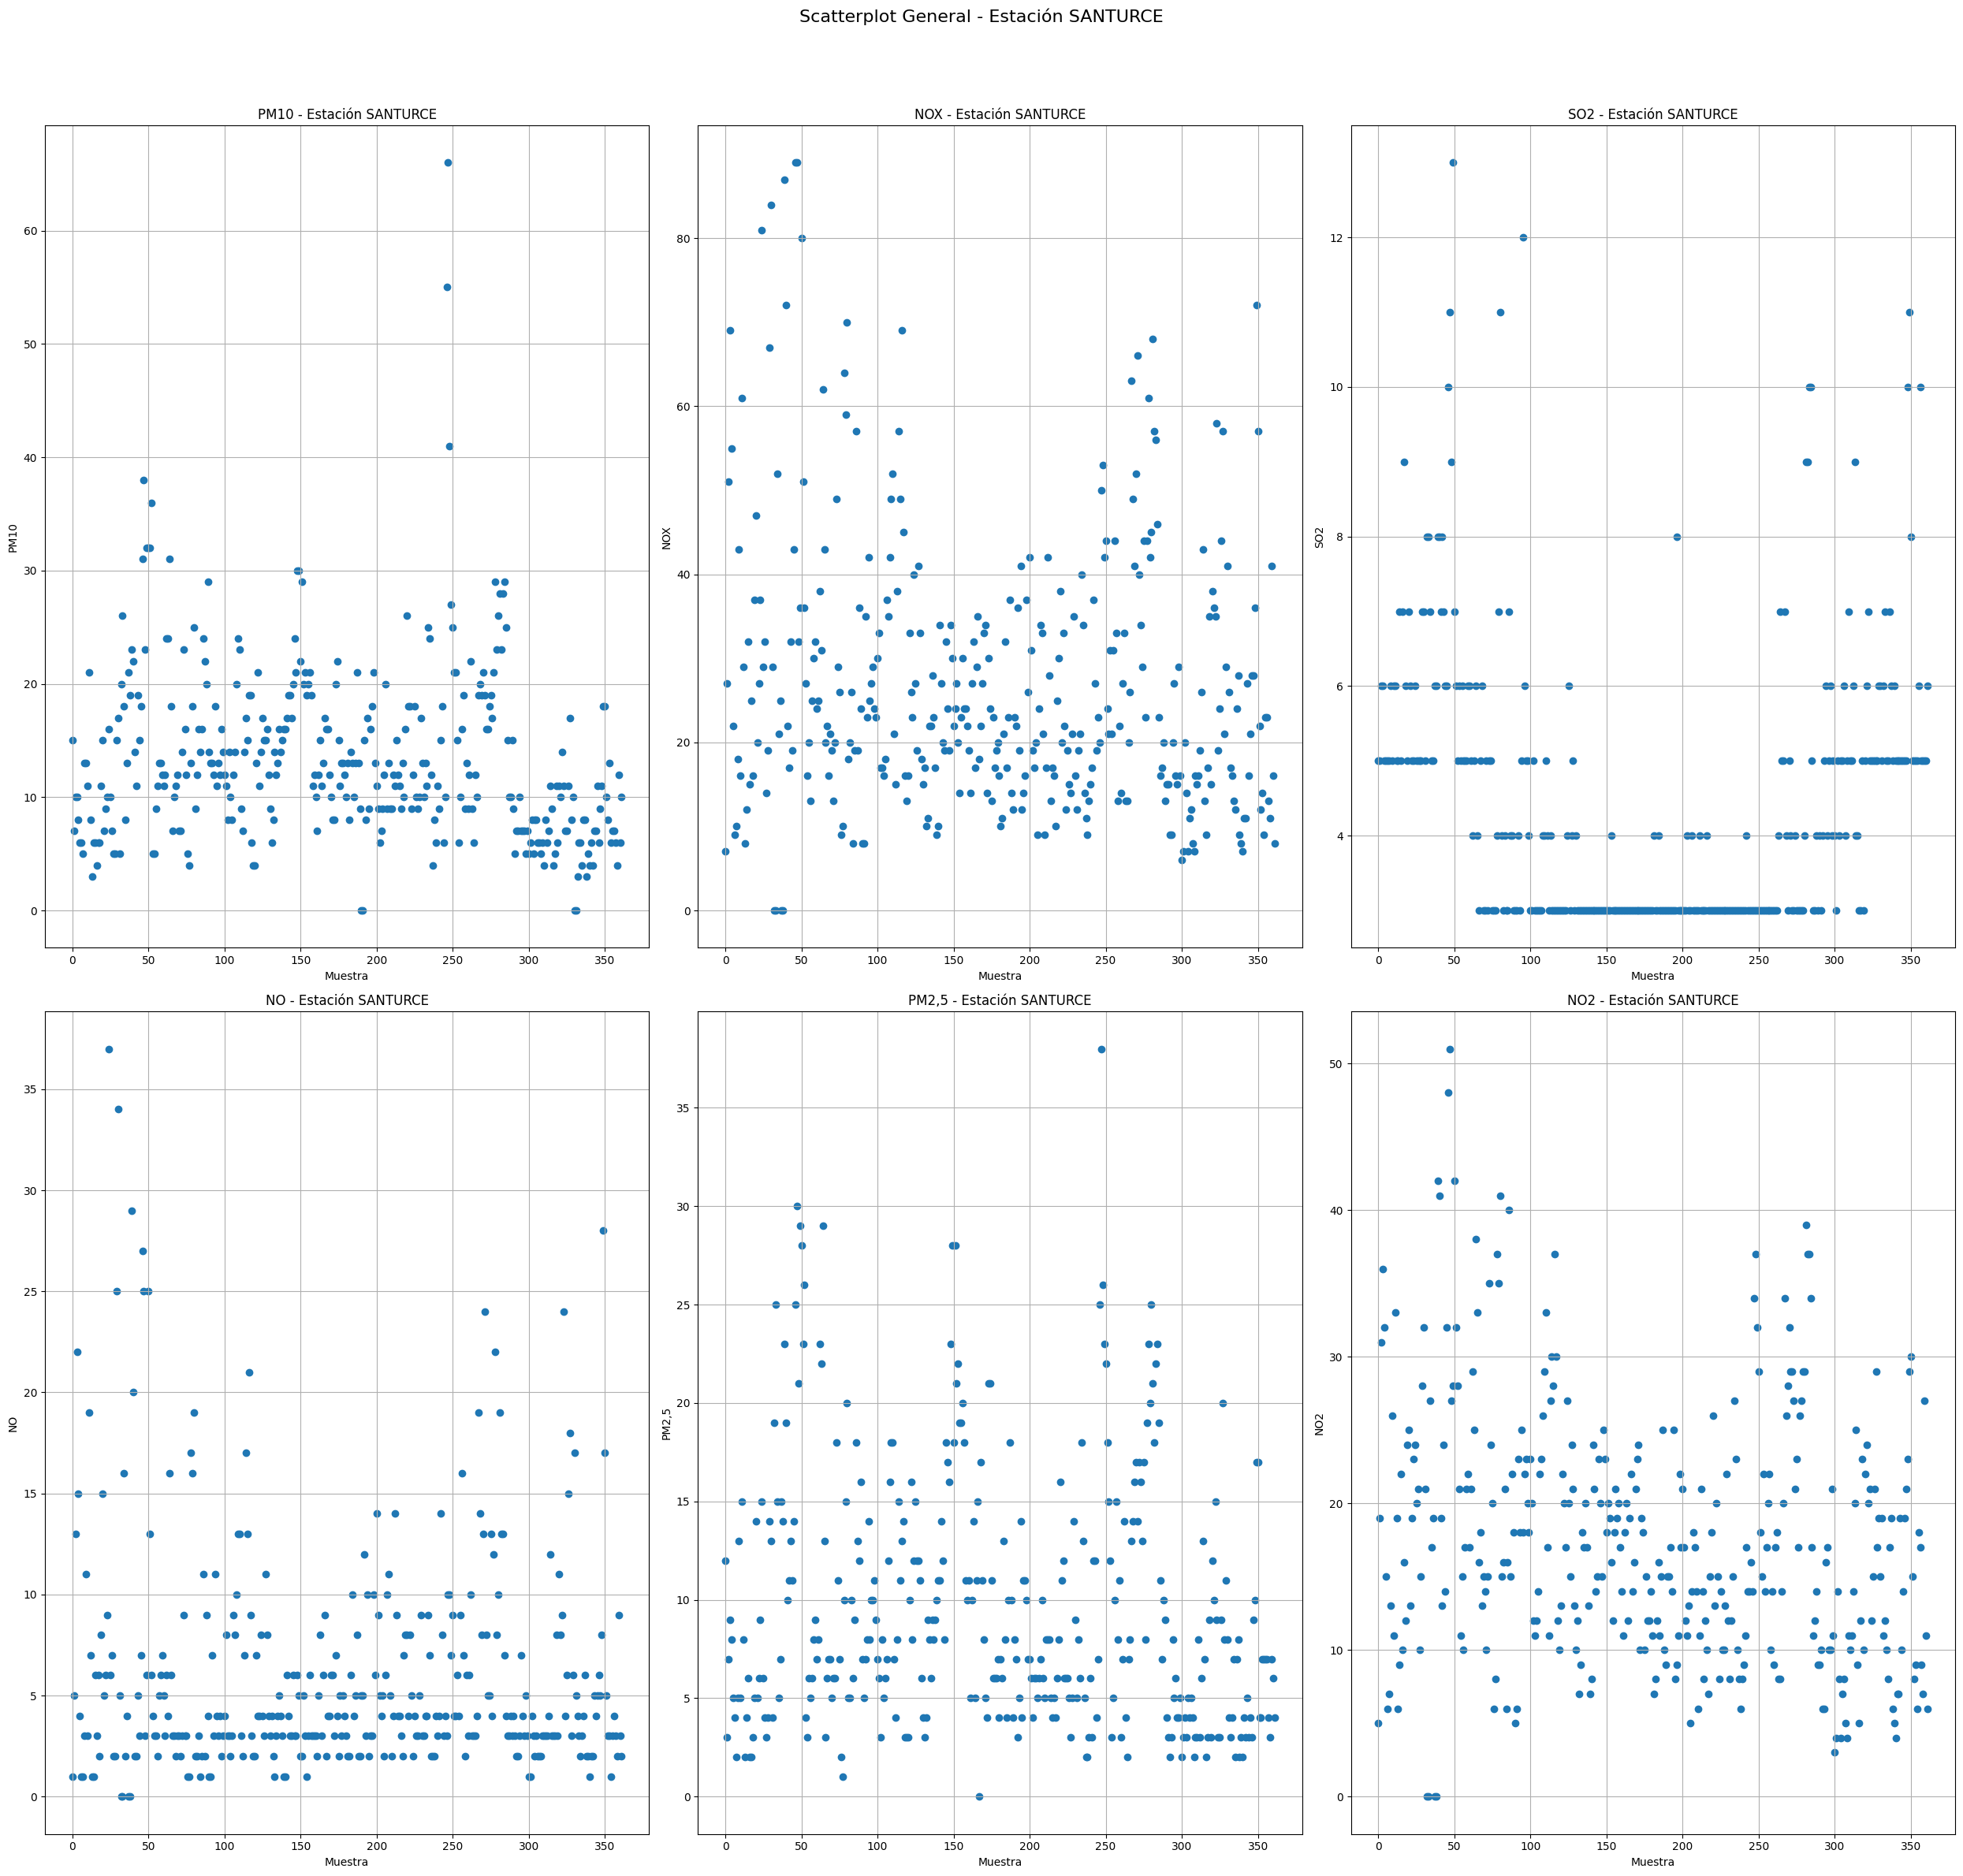 Scatterplot General - Estación SANTURCE
PM10 - Estación SANTURCE
PM10
60
50
40
30
20
10
0
0 50 100 150 200 250 300 350
Muestra
NOX - Estación SANTURCE
NOX
80
60
40
20
0
0 50 100 150 200 250 300 350
Muestra
SO2 - Estación SANTURCE
SO2
12
10
8
6
4
0 50 100 150 200 250 300 350
Muestra
NO - Estación SANTURCE
NO
35
30
25
20
15
10
5
0
0 50 100 150 200 250 300 350
Muestra
PM2,5 - Estación SANTURCE
PM2,5
35
30
25
20
15
10
5
0
0 50 100 150 200 250 300 350
Muestra
NO2 - Estación SANTURCE
NO2
50
40
30
20
10
0
0 50 100 150 200 250 300 350
Muestra